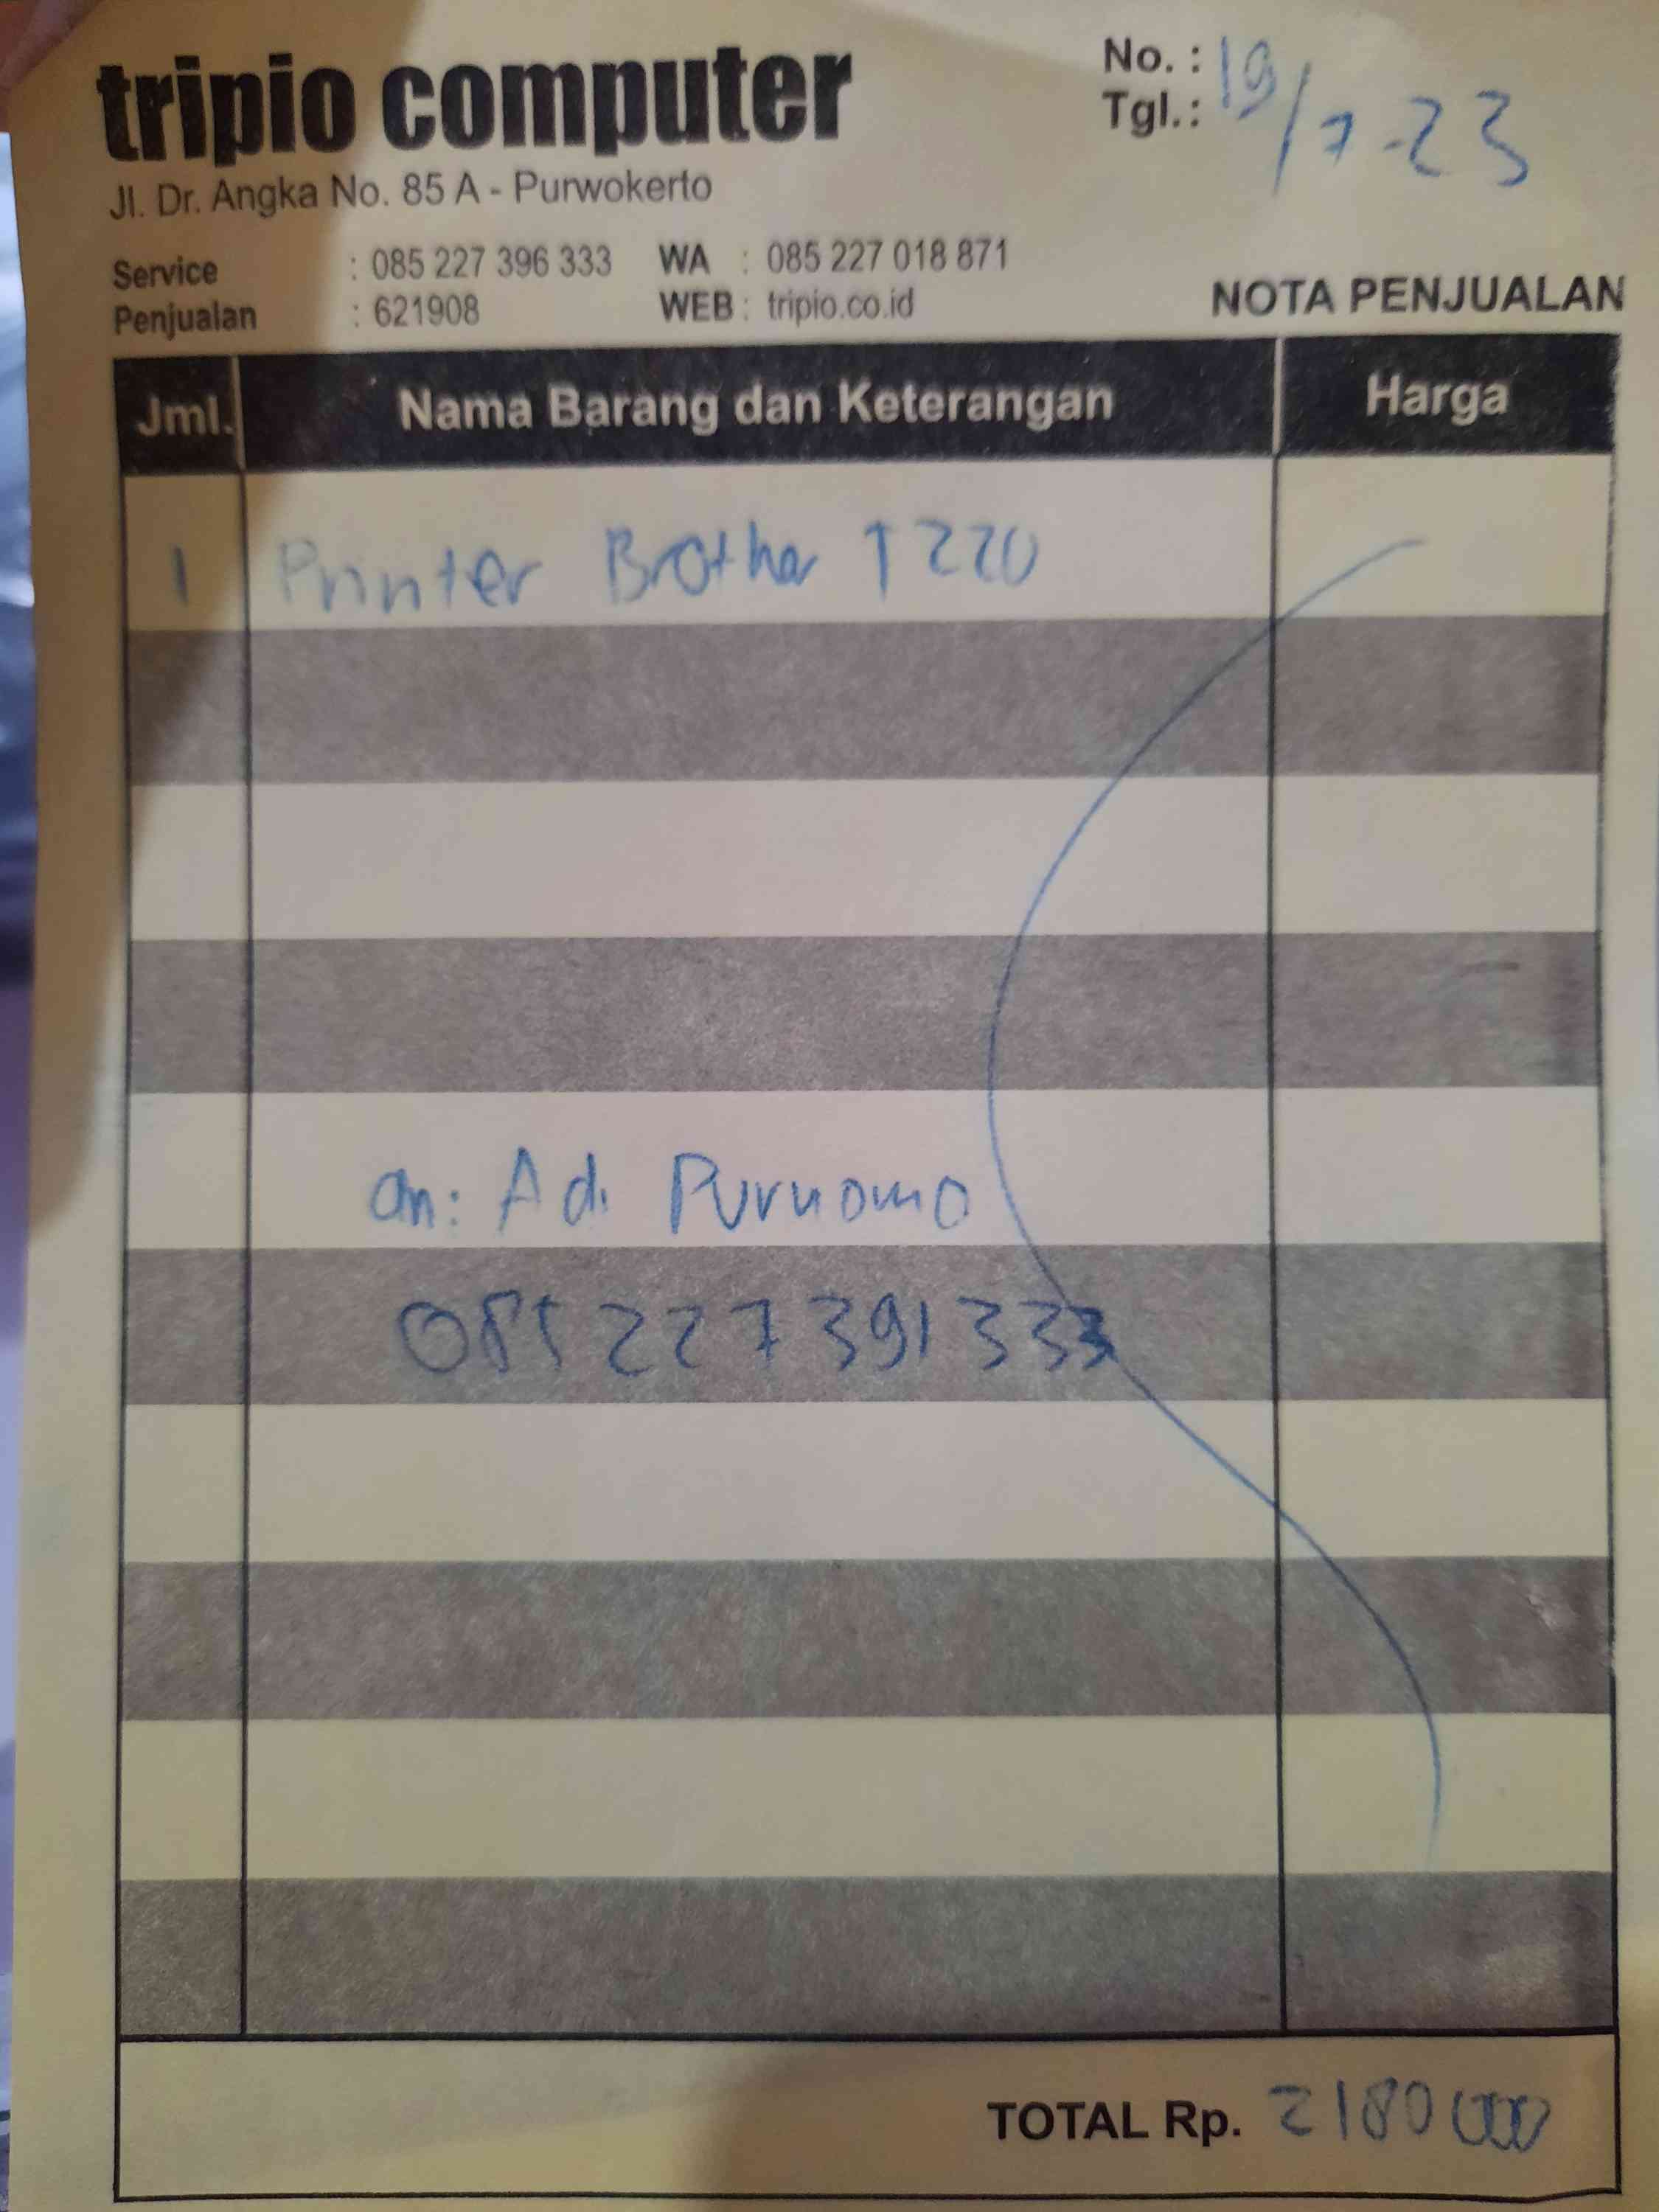 tripio computer
Jl. Dr. Angka No. 85 A - Purwokerto
No. :
Tgl.: 19/7-23
Service : 085 227 396 333 WA : 085 227 018 871
Penjualan : 621908 WEB : tripio.co.id
NOTA PENJUALAN
Jml. Nama Barang dan Keterangan Harga
1 Printer Brother T220
an: Adi Purnomo
085227391333
TOTAL Rp. 2180000